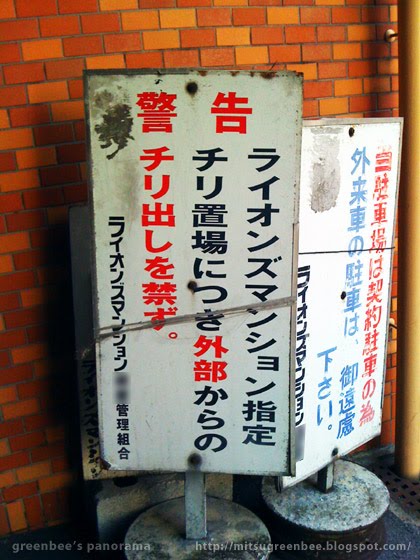 警告
ライオンズマンション指定
チリ置場につき外部からの
チリ出しを禁ず。
ライオンズマンション
管理組合
駐車場は契約駐車の為
外来車の駐車は、御遠慮
下さい。
ライオンズマンション
greenbee's panorama
http://mitsugreenbee.blogspot.com/